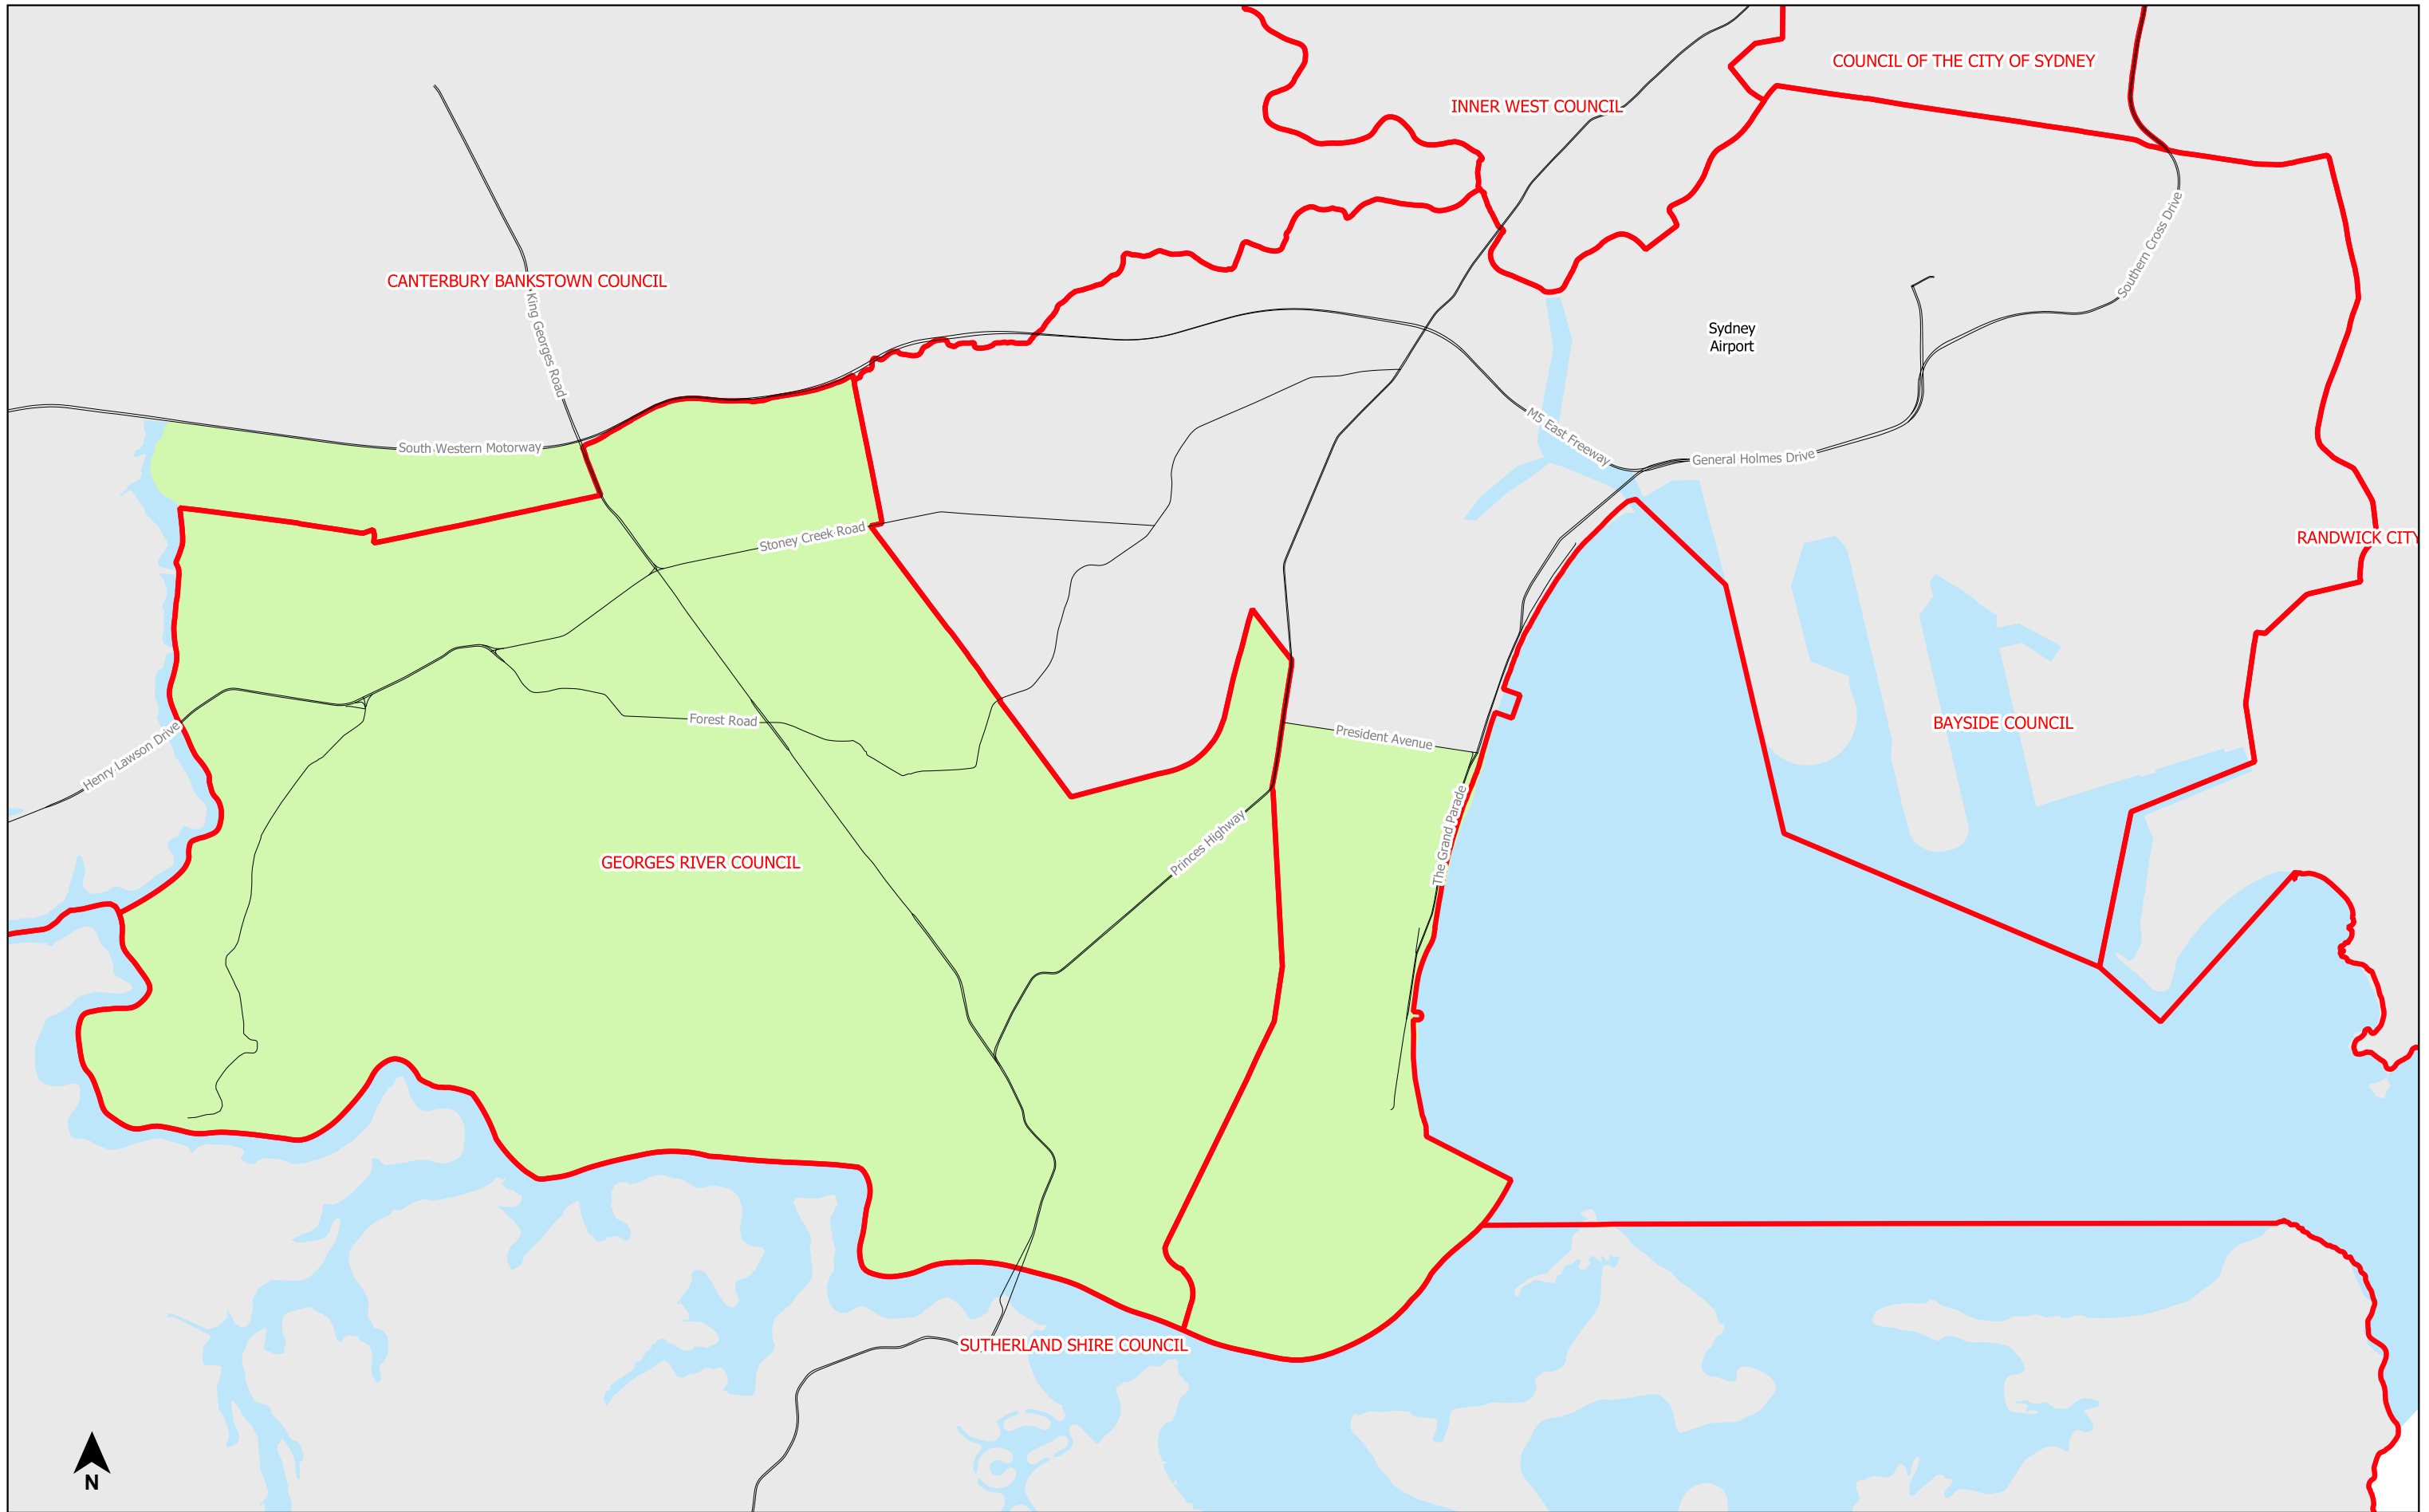 COUNCIL OF THE CITY OF SYDNEY
INNER WEST COUNCIL
CANTERBURY BANKSTOWN COUNCIL
King Georges Road
Southern Cross Drive
Sydney
Airport
South Western Motorway
M5 East Freeway
General Holmes Drive
Stoney Creek Road
RANDWICK CITY
Forest Road
President Avenue
BAYSIDE COUNCIL
Henry Lawson Drive
The Grand Parade
Princes Highway
GEORGES RIVER COUNCIL
SUTHERLAND SHIRE COUNCIL
N